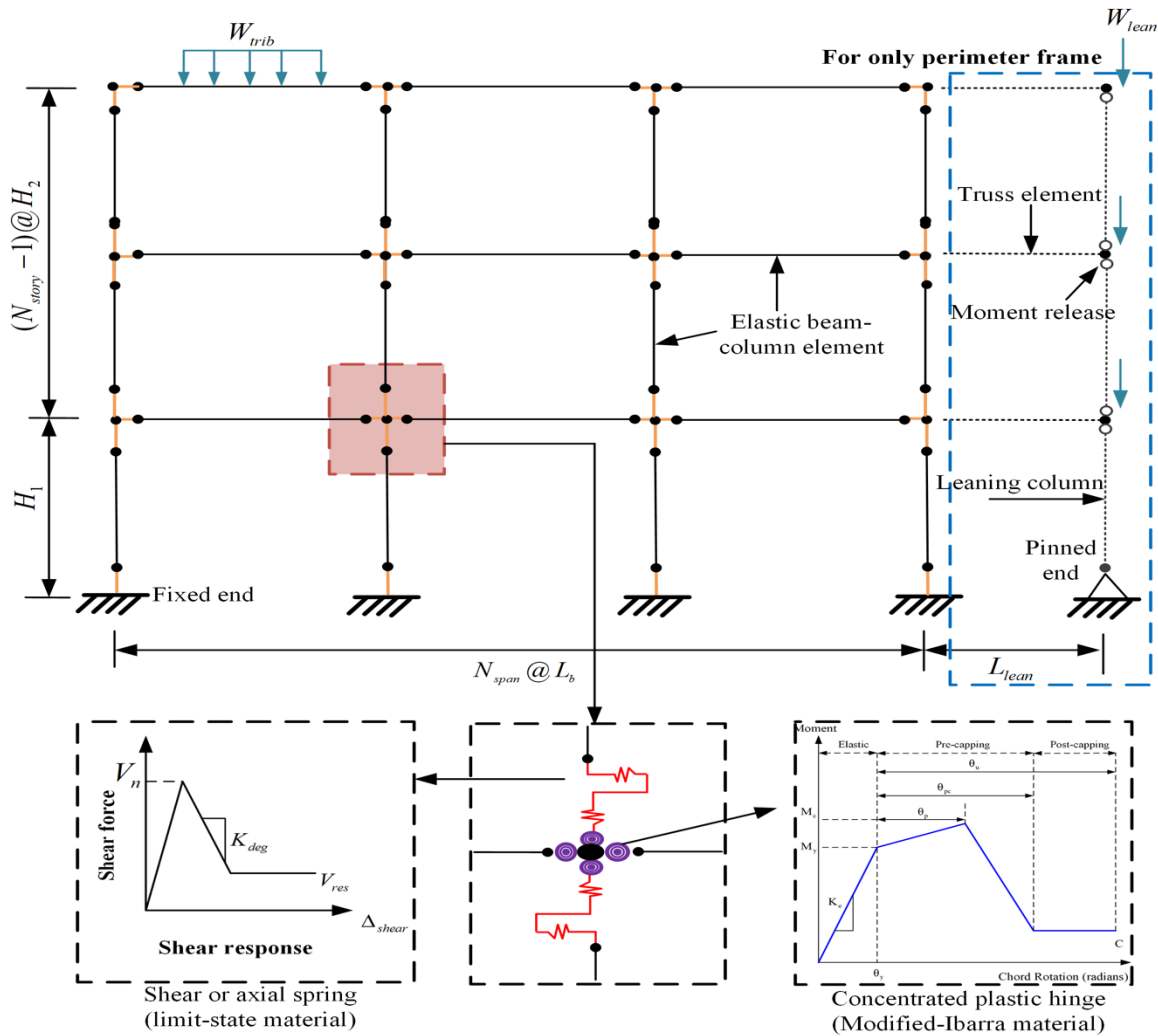 W_trib
W_lean
For only perimeter frame
(N_story −1)@H_2
Truss element
Moment release
Elastic beam-
column element
H_1
Leaning column
Pinned
end
Fixed end
N_span @ L_b
L_lean
V_n
Shear force
K_deg
V_res
Δ_shear
Shear response
Shear or axial spring
(limit-state material)
Moment
Elastic
Pre-capping
Post-capping
θ_u
θ_pc
θ_p
M_c
M_y
K_e
C
θ_y
Chord Rotation (radians)
Concentrated plastic hinge
(Modified-Ibarra material)